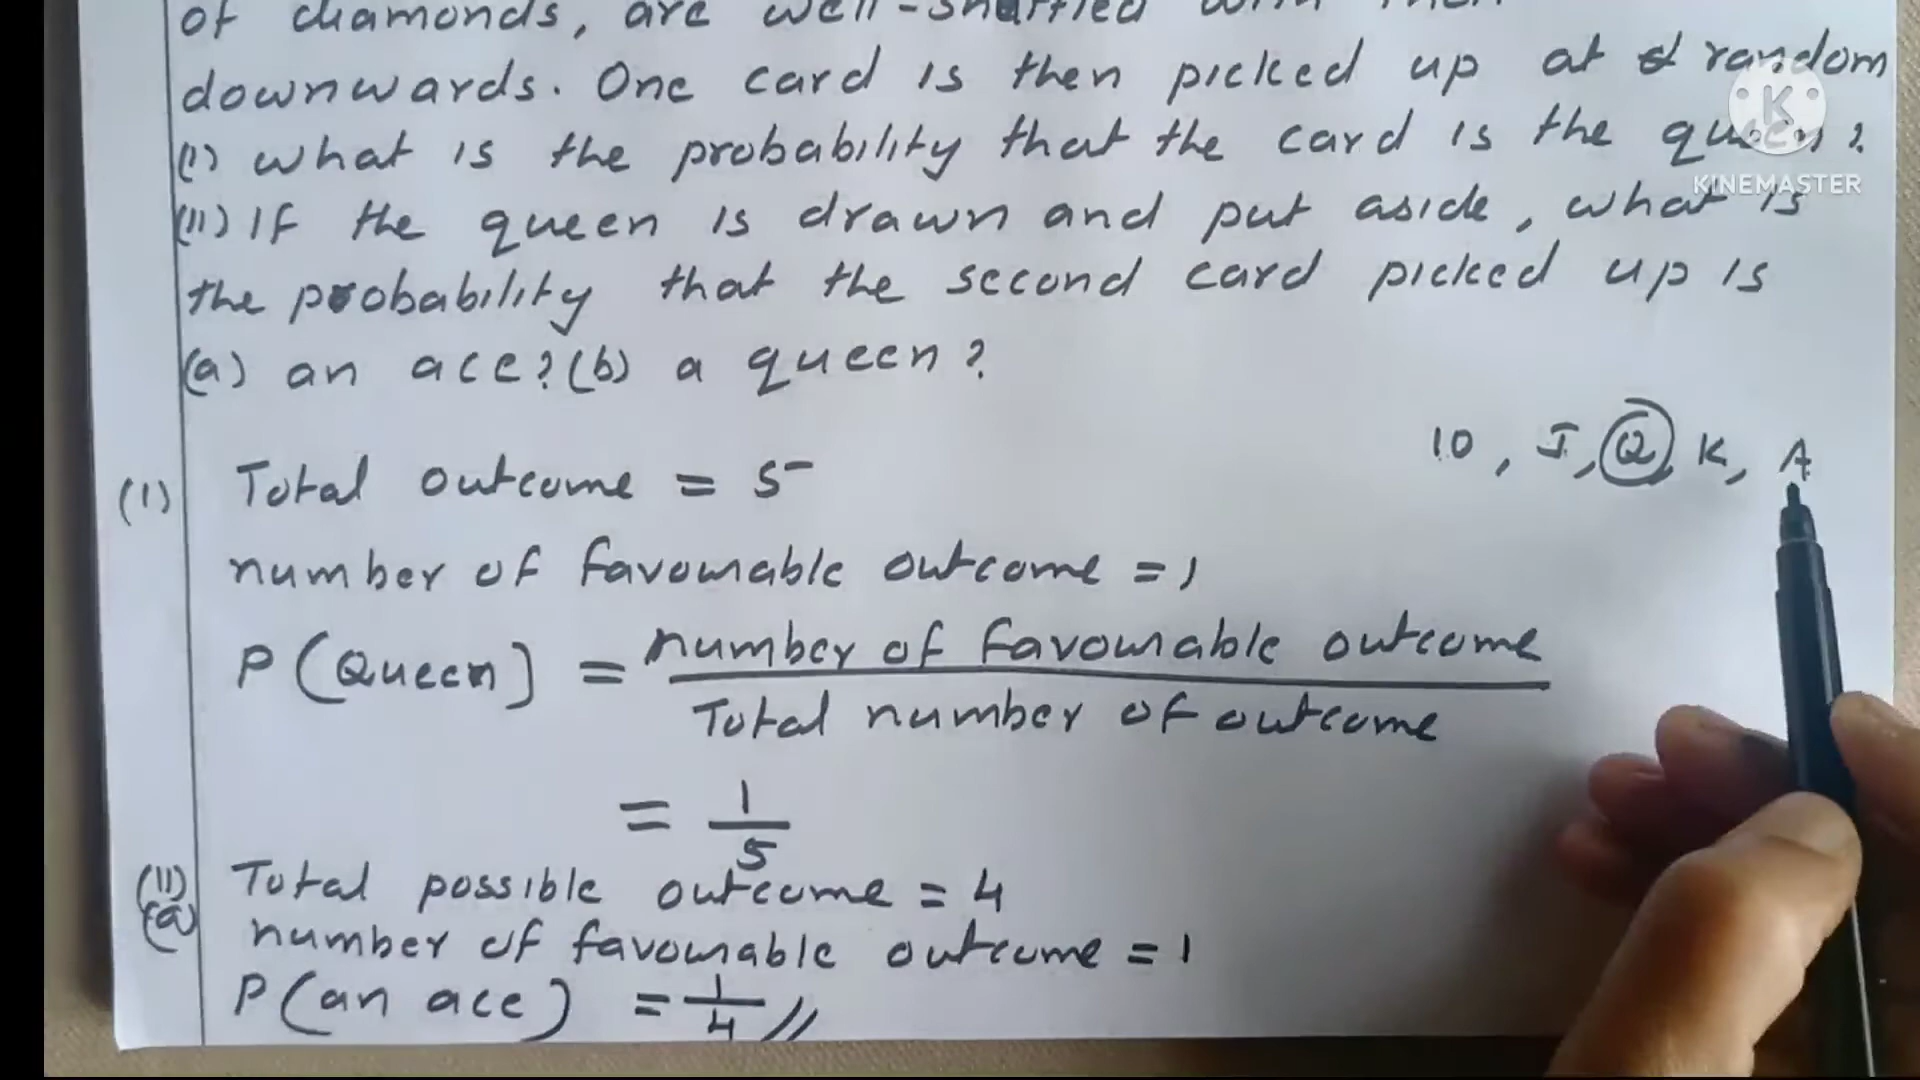 of diamonds, are well-shuffled with their
downwards. One card is then picked up at random
(i) what is the probability that the card is the queen?
(ii) If the queen is drawn and put aside, what is
the probability that the second card picked up is
(a) an ace? (b) a queen?
10, J, Q, K, A
(i) Total outcome = 5
number of favourable outcome = 1
P(Queen) = number of favourable outcome
Total number of outcome
= 1/5
(ii) Total possible outcome = 4
(a) number of favourable outcome = 1
P(an ace) = 1/4 //
K
KINEMASTER